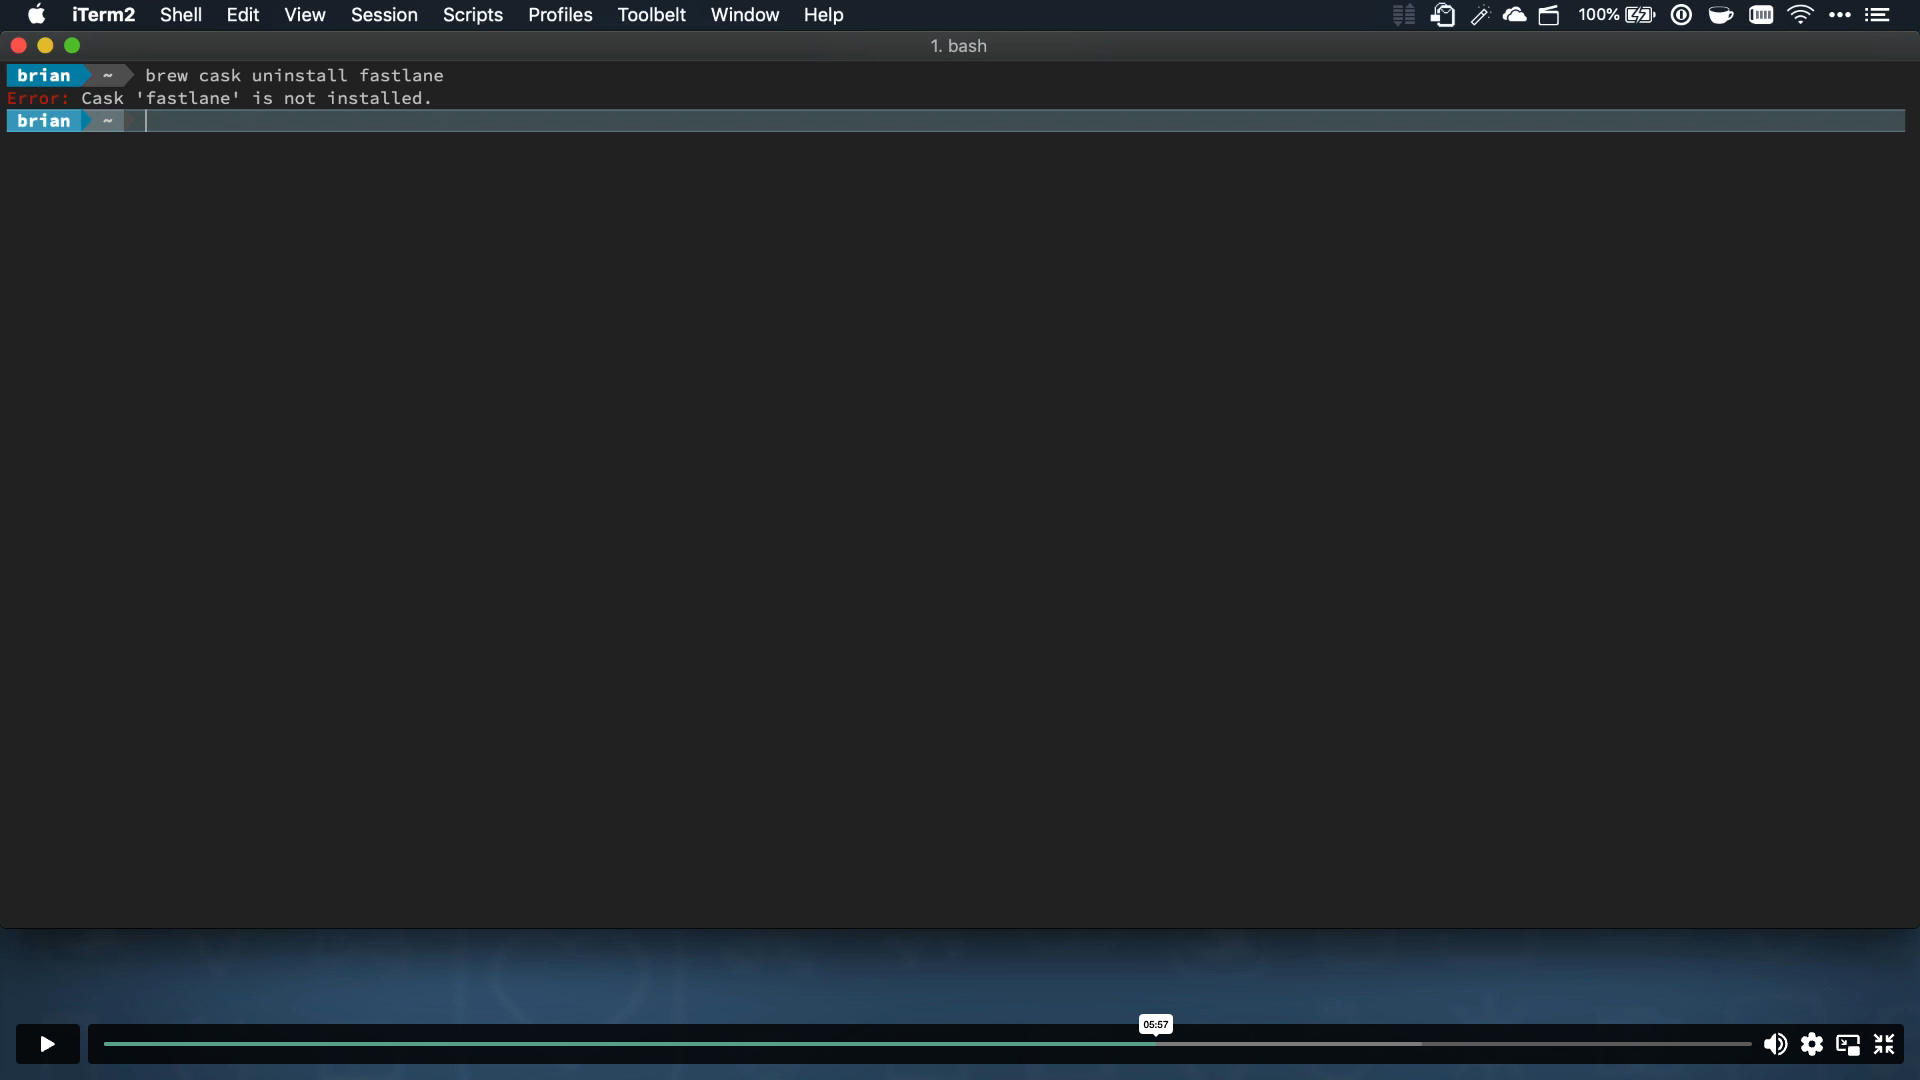 iTerm2 Shell Edit View Session Scripts Profiles Toolbelt Window Help 100%
1. bash
brian ~ brew cask uninstall fastlane
Error: Cask 'fastlane' is not installed.
brian ~
05:57